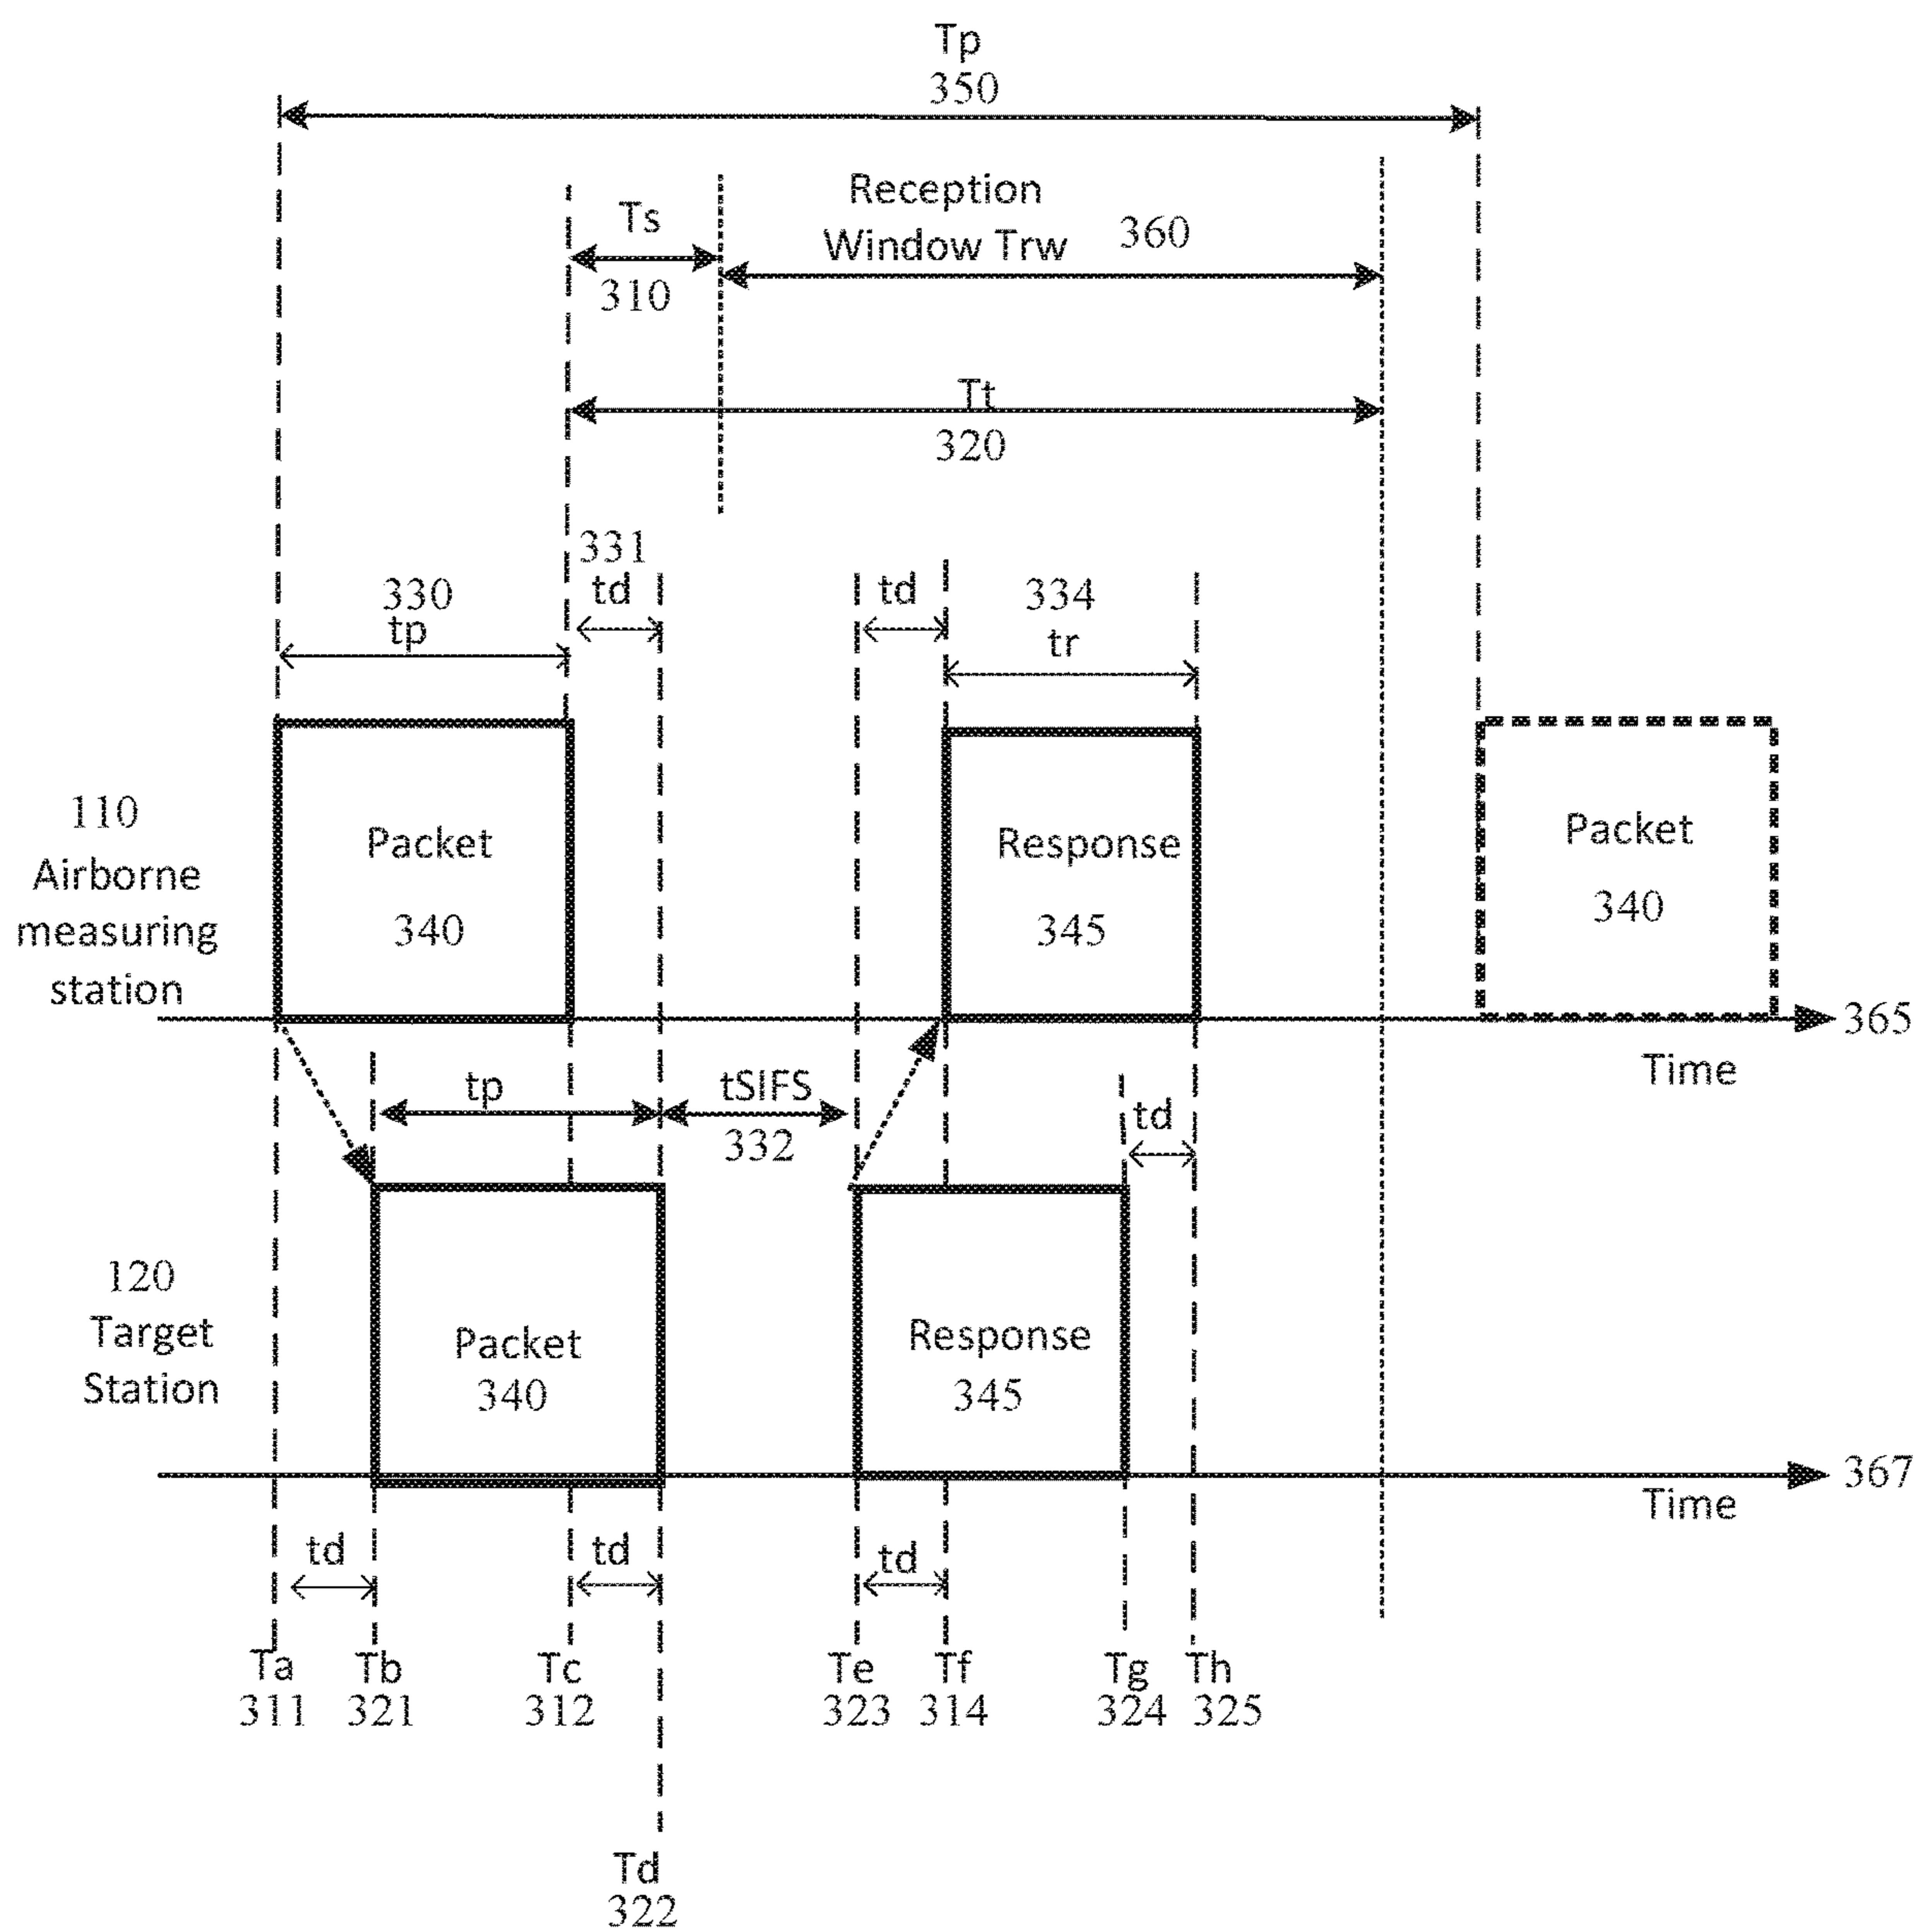 Tp
350
Reception
Window Trw 360
Ts
310
Tt
320
331
td
td
330
tp
334
tr
110
Airborne
measuring
station
Packet
340
Response
345
Packet
340
365
Time
tp
tSIFS
332
td
120
Target
Station
Packet
340
Response
345
367
Time
td
td
td
Ta
311
Tb
321
Tc
312
Te
323
Tf
314
Tg
324
Th
325
Td
322